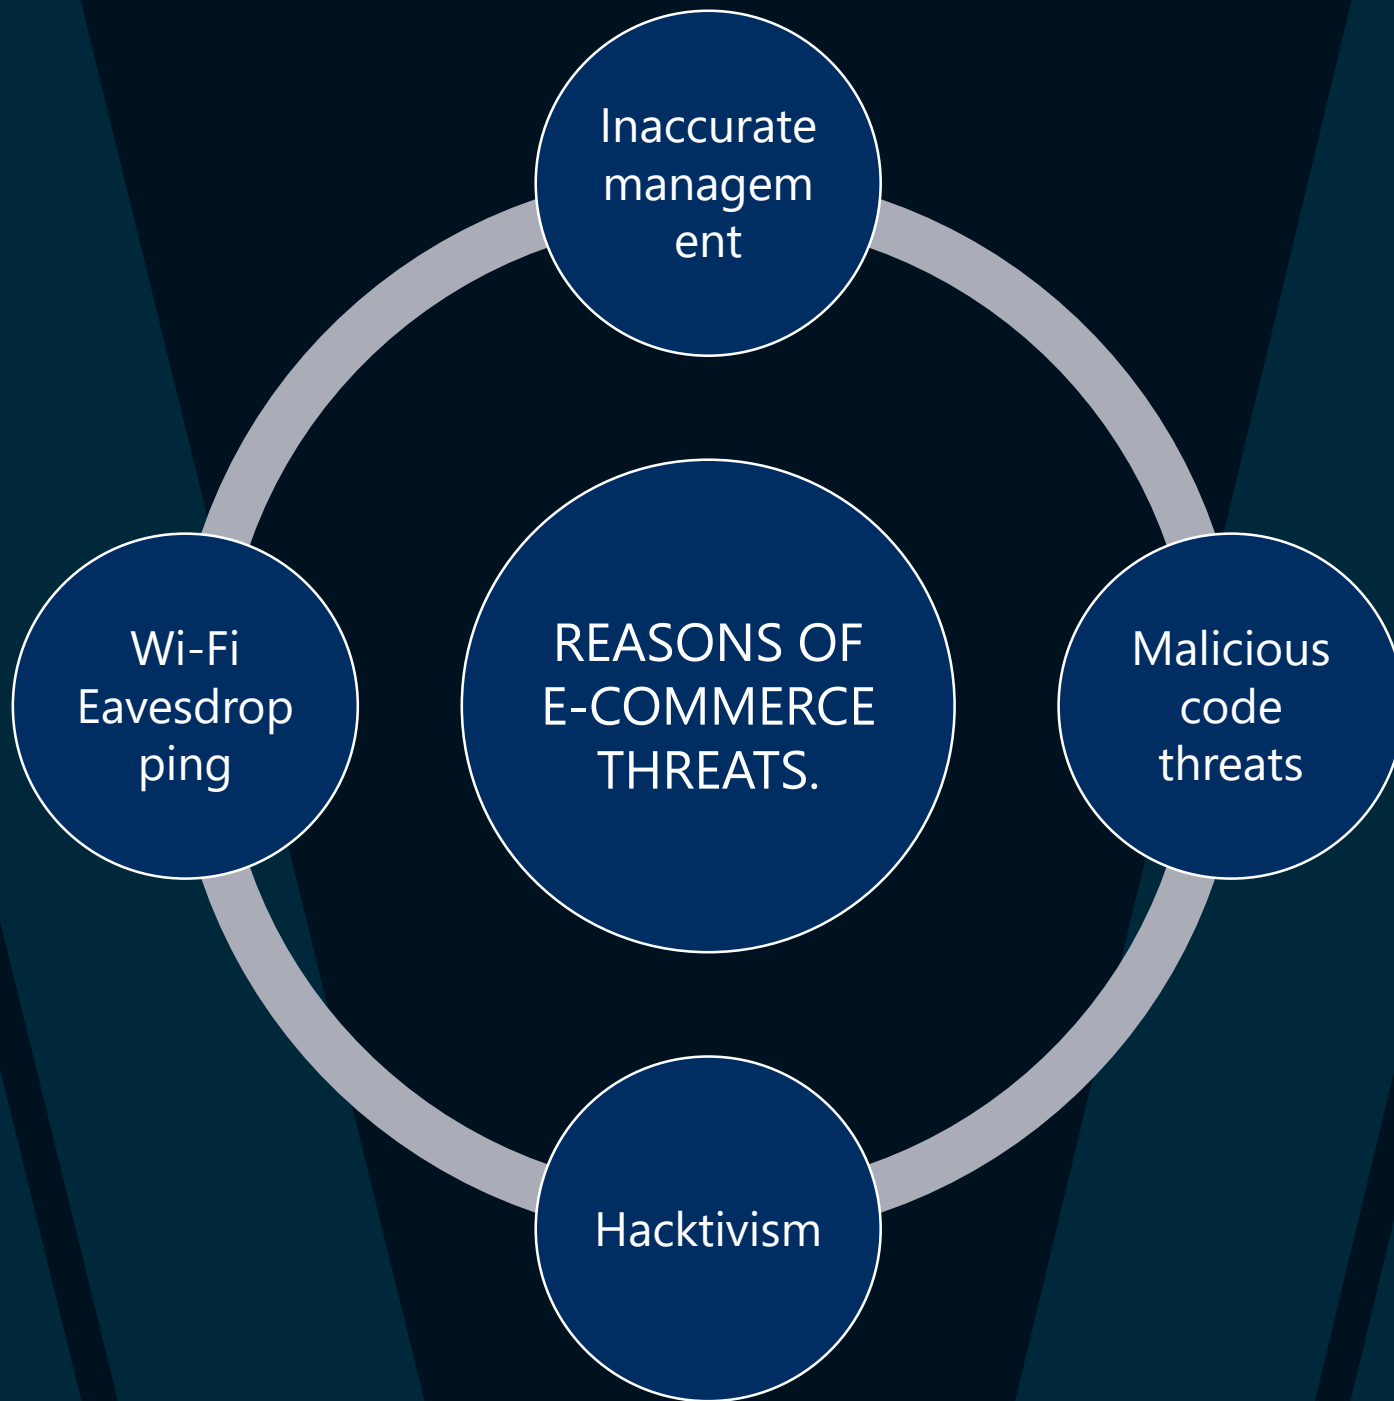 Inaccurate
managem
ent
Wi-Fi
Eavesdrop
ping
REASONS OF
E-COMMERCE
THREATS.
Malicious
code
threats
Hacktivism